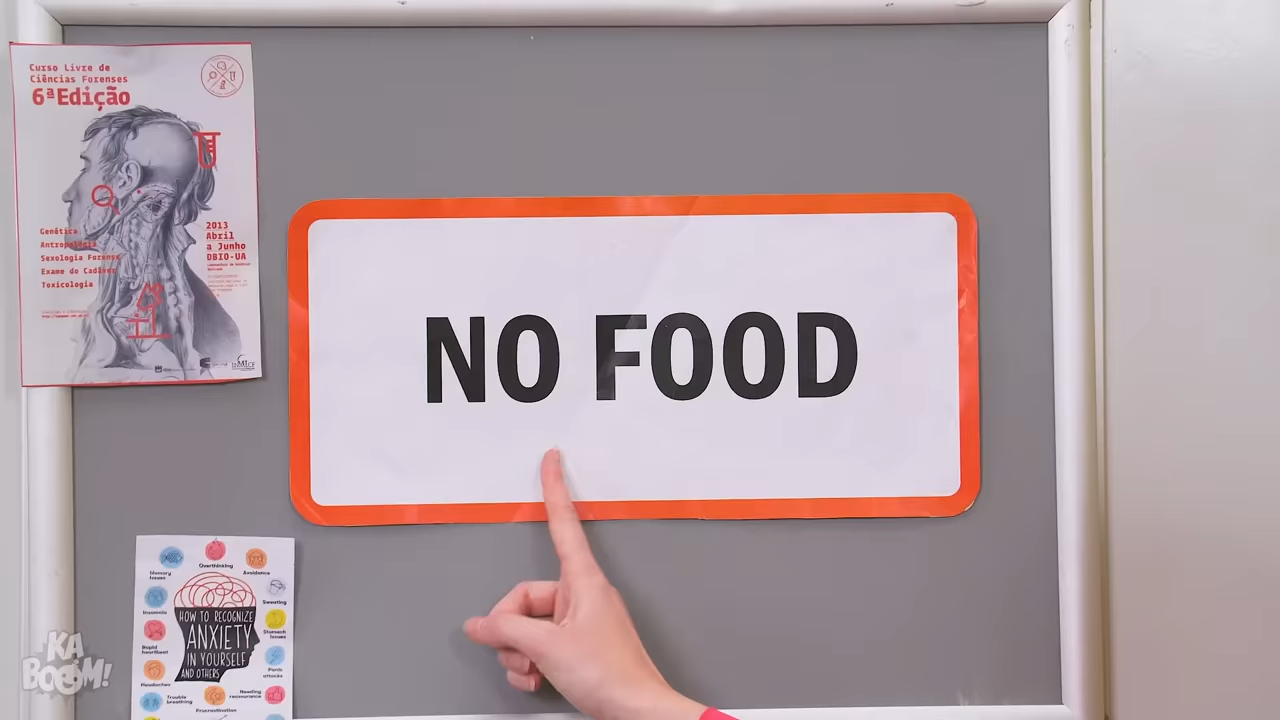 Curso Livre de
Ciências Forenses
6ª Edição
Genética
Antropologia
Sexologia Forense
Exame do Cadáver
Toxicologia
2013
Abril
a Junho
DBIO-UA
NO FOOD
Memory
Issues
Overthinking
Avoidance
Insomnia
Sweating
Rapid
heartbeat
Stomach
Issues
Headaches
Panic
attacks
Trouble
breathing
Needing
reassurance
Procrastination
HOW TO RECOGNIZE
ANXIETY
IN YOURSELF
AND OTHERS
KA
BOOM!